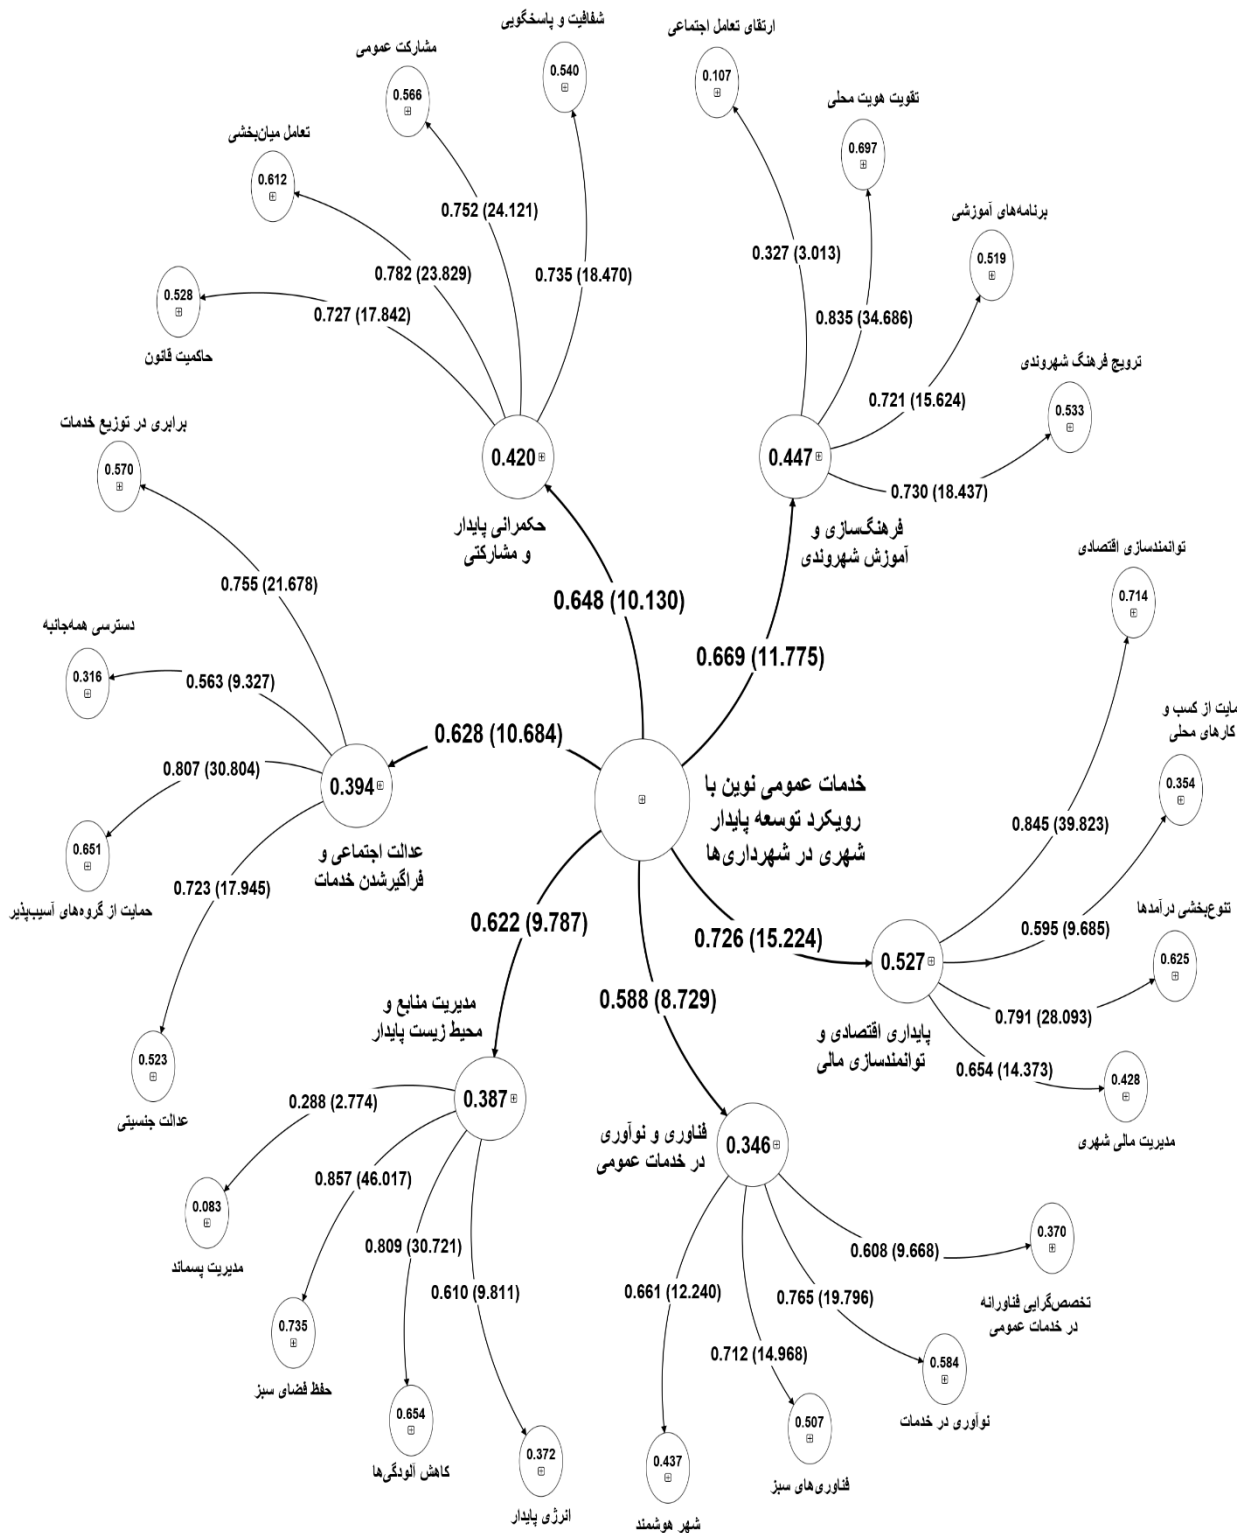 شفافیت و پاسخگویی
0.540
مشارکت عمومی
0.566
تعامل میان‌بخشی
0.612
حاکمیت قانون
0.528
0.735 (18.470)
0.752 (24.121)
0.782 (23.829)
0.727 (17.842)
0.420
حکمرانی پایدار
و مشارکتی
0.648 (10.130)
ارتقای تعامل اجتماعی
0.107
تقویت هویت محلی
0.697
برنامه‌های آموزشی
0.519
ترویج فرهنگ شهروندی
0.533
0.327 (3.013)
0.835 (34.686)
0.721 (15.624)
0.730 (18.437)
0.447
فرهنگ‌سازی و
آموزش شهروندی
0.669 (11.775)
برابری در توزیع خدمات
0.570
دسترسی همه‌جانبه
0.316
0.651
حمایت از گروه‌های آسیب‌پذیر
0.523
عدالت جنسیتی
0.755 (21.678)
0.563 (9.327)
0.807 (30.804)
0.723 (17.945)
0.394
عدالت اجتماعی و
فراگیرشدن خدمات
0.628 (10.684)
خدمات عمومی نوین با
رویکرد توسعه پایدار
شهری در شهرداری‌ها
توانمندسازی اقتصادی
0.714
مایت از کسب و
کارهای محلی
0.354
تنوع‌بخشی درآمدها
0.625
0.428
مدیریت مالی شهری
0.845 (39.823)
0.595 (9.685)
0.791 (28.093)
0.654 (14.373)
0.527
پایداری اقتصادی و
توانمندسازی مالی
0.726 (15.224)
0.622 (9.787)
مدیریت منابع و
محیط زیست پایدار
0.387
0.288 (2.774)
0.857 (46.017)
0.809 (30.721)
0.610 (9.811)
0.083
مدیریت پسماند
0.735
حفظ فضای سبز
0.654
کاهش آلودگی‌ها
0.372
انرژی پایدار
0.588 (8.729)
فناوری و نوآوری
در خدمات عمومی
0.346
0.608 (9.668)
0.765 (19.796)
0.712 (14.968)
0.661 (12.240)
0.370
تخصص‌گرایی فناورانه
در خدمات عمومی
0.584
نوآوری در خدمات
0.507
فناوری‌های سبز
0.437
شهر هوشمند